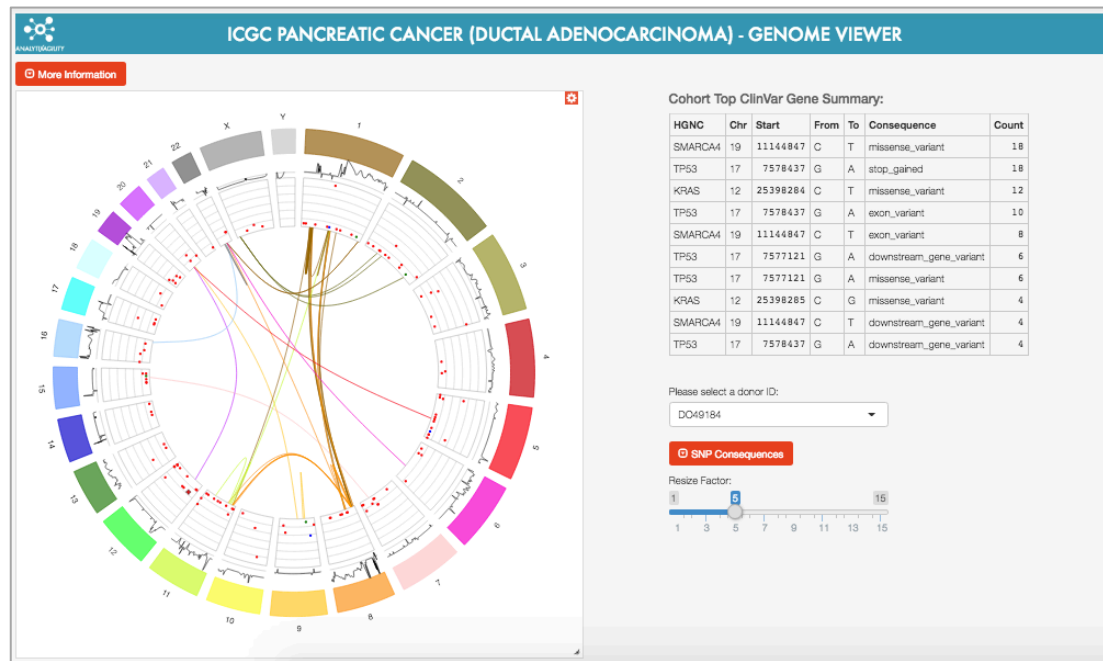 ICGC PANCREATIC CANCER (DUCTAL ADENOCARCINOMA) - GENOME VIEWER
More Information
Cohort Top ClinVar Gene Summary:
HGNC Chr Start From To Consequence Count
SMARCA4 19 11144847 C T missense_variant 18
TP53 17 7578437 G A stop_gained 18
KRAS 12 25398284 C T missense_variant 12
TP53 17 7578437 G A exon_variant 10
SMARCA4 19 11144847 C T exon_variant 8
TP53 17 7577121 G A downstream_gene_variant 6
TP53 17 7577121 G A missense_variant 6
KRAS 12 25398285 C G missense_variant 4
SMARCA4 19 11144847 C T downstream_gene_variant 4
TP53 17 7578437 G A downstream_gene_variant 4
Please select a donor ID:
DO49184
SNP Consequences
Resize Factor:
1 5 15
1 3 5 7 9 11 13 15
1
2
3
4
5
6
7
8
9
10
11
12
13
14
15
16
17
18
19
20
21
22
X
Y